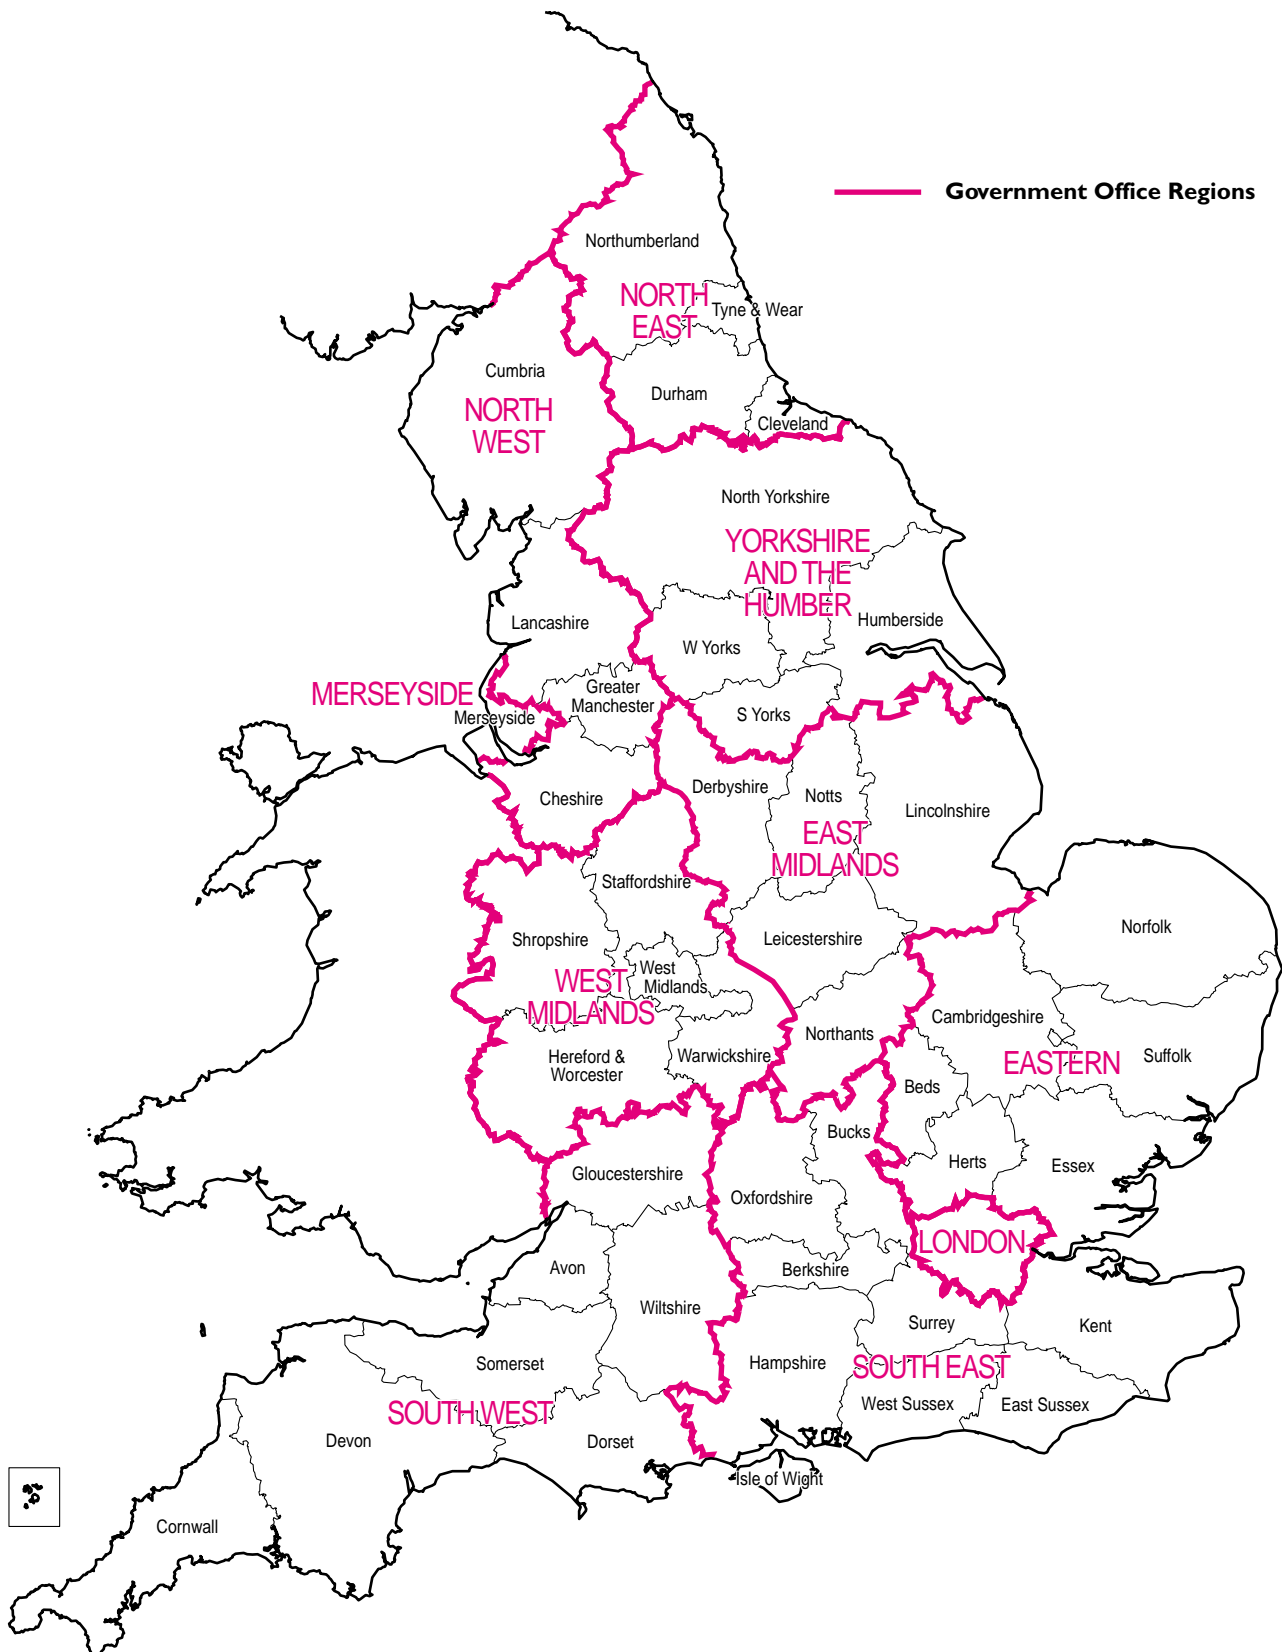 Government Office Regions
Northumberland
NORTH
EAST
Tyne & Wear
Cumbria
NORTH
WEST
Durham
Cleveland
North Yorkshire
YORKSHIRE
AND THE
HUMBER
Humberside
Lancashire
W Yorks
MERSEYSIDE
Merseyside
Greater
Manchester
S Yorks
Cheshire
Derbyshire
Notts
Lincolnshire
EAST
MIDLANDS
Staffordshire
Shropshire
Leicestershire
Norfolk
West
Midlands
WEST
MIDLANDS
Cambridgeshire
Northants
Hereford &
Worcester
Warwickshire
EASTERN
Suffolk
Beds
Bucks
Herts
Essex
Gloucestershire
Oxfordshire
LONDON
Avon
Berkshire
Wiltshire
Surrey
Kent
Somerset
Hampshire
SOUTH EAST
West Sussex
East Sussex
SOUTH WEST
Devon
Dorset
Isle of Wight
Cornwall